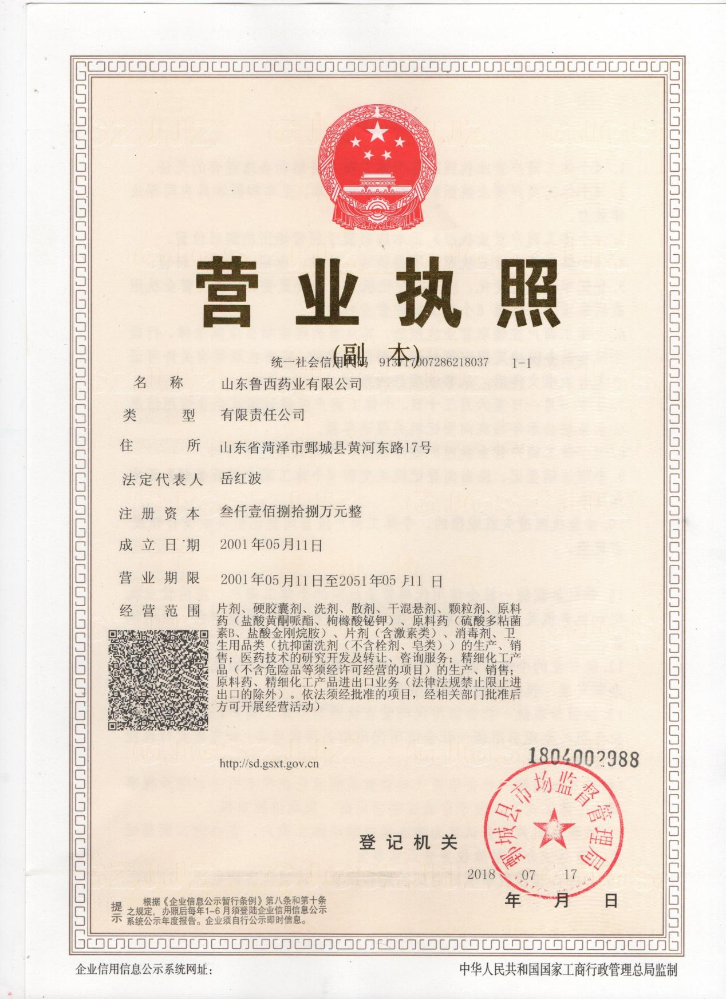 营业执照
(副 本)
统一社会信用代码 913717007286218037 1-1
名称 山东鲁西药业有限公司
类型 有限责任公司
住所 山东省菏泽市鄄城县黄河东路17号
法定代表人 岳红波
注册资本 叁仟壹佰捌拾捌万元整
成立日期 2001年05月11日
营业期限 2001年05月11日至2051年05月11日
经营范围 片剂、硬胶囊剂、洗剂、散剂、干混悬剂、颗粒剂、原料
药（盐酸黄酮哌酯、枸橼酸铋钾）、原料药（硫酸多粘菌
素B、盐酸金刚烷胺）、片剂（含激素类）、消毒剂、卫
生用品类（抗抑菌洗剂（不含栓剂、皂类））的生产、销
售；医药技术的研究开发及转让、咨询服务；精细化工产
品（不含危险品等须经许可经营的项目）的生产、销售；
原料药、精细化工产品进出口业务（法律法规禁止限止进
出口的除外）。依法须经批准的项目，经相关部门批准后
方可开展经营活动）
http://sd.gsxt.gov.cn
1804002988
鄄城县市场监督管理局
登记机关
2018 07 17
年 月 日
提示 根据《企业信息公示暂行条例》第八条和第十条
之规定，办照后每年1-6月须登陆企业信用信息公示
系统公示年度报告。企业须自行公示即时信息。
企业信用信息公示系统网址：
中华人民共和国国家工商行政管理总局监制